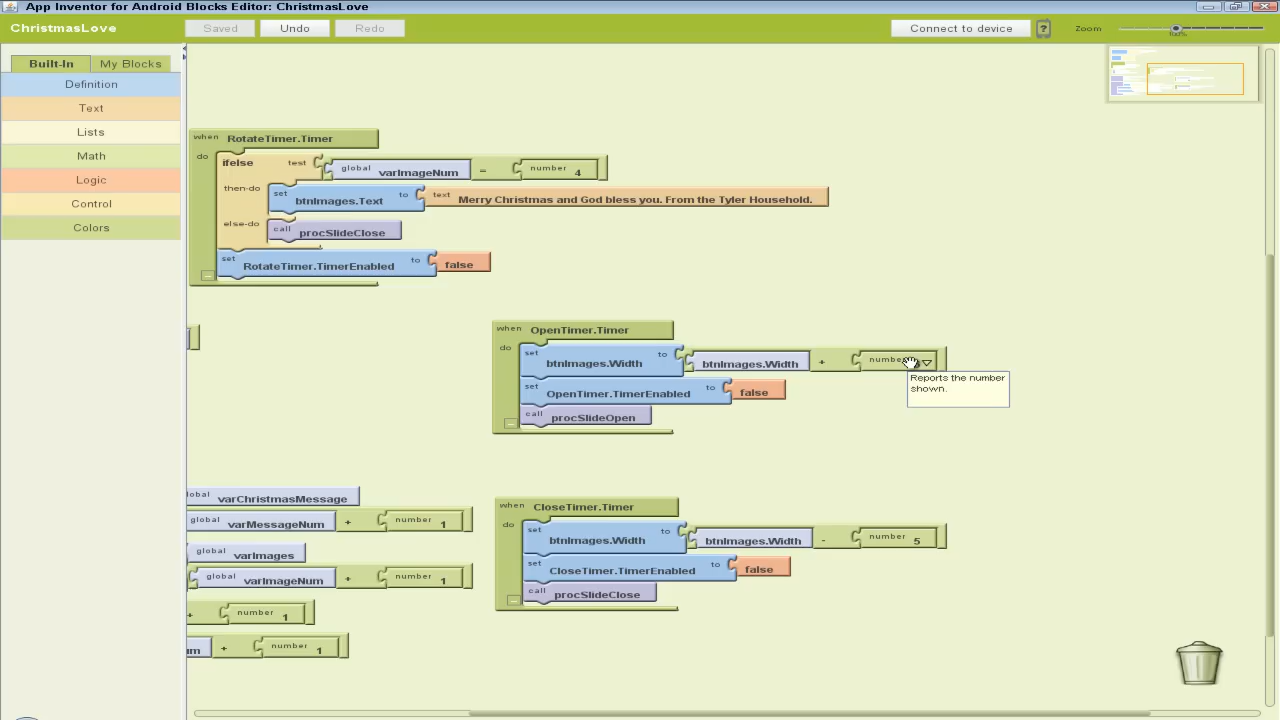 App Inventor for Android Blocks Editor: ChristmasLove
ChristmasLove
Saved
Undo
Redo
Connect to device
?
Zoom
100%
Built-In
My Blocks
Definition
Text
Lists
Math
Logic
Control
Colors
when RotateTimer.Timer
do
ifelse test global varImageNum = number 4
then-do set btnImages.Text to text Merry Christmas and God bless you. From the Tyler Household.
else-do call procSlideClose
set RotateTimer.TimerEnabled to false
when OpenTimer.Timer
do set btnImages.Width to btnImages.Width + number
Reports the number
shown.
set OpenTimer.TimerEnabled to false
call procSlideOpen
lobal varChristmasMessage
global varMessageNum + number 1
global varImages
global varImageNum + number 1
+ number 1
um + number 1
when CloseTimer.Timer
do set btnImages.Width to btnImages.Width - number 5
set CloseTimer.TimerEnabled to false
call procSlideClose